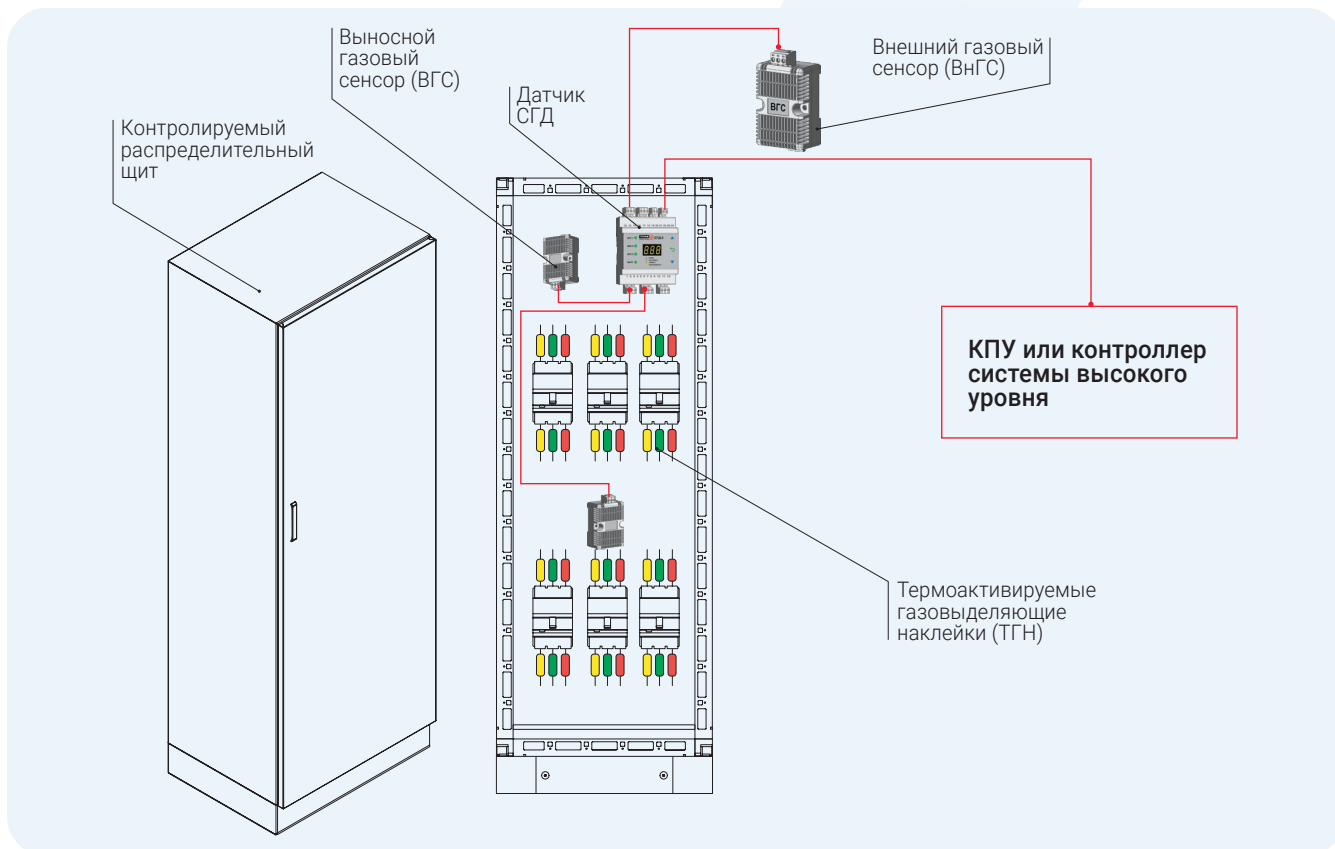 Выносной
газовый
сенсор (ВГС)
Датчик
СГД
Внешний газовый
сенсор (ВнГС)
Контролируемый
распределительный
щит
ВГС
КПУ или контроллер
системы высокого
уровня
Термоактивируемые
газовыделяющие
наклейки (ТГН)